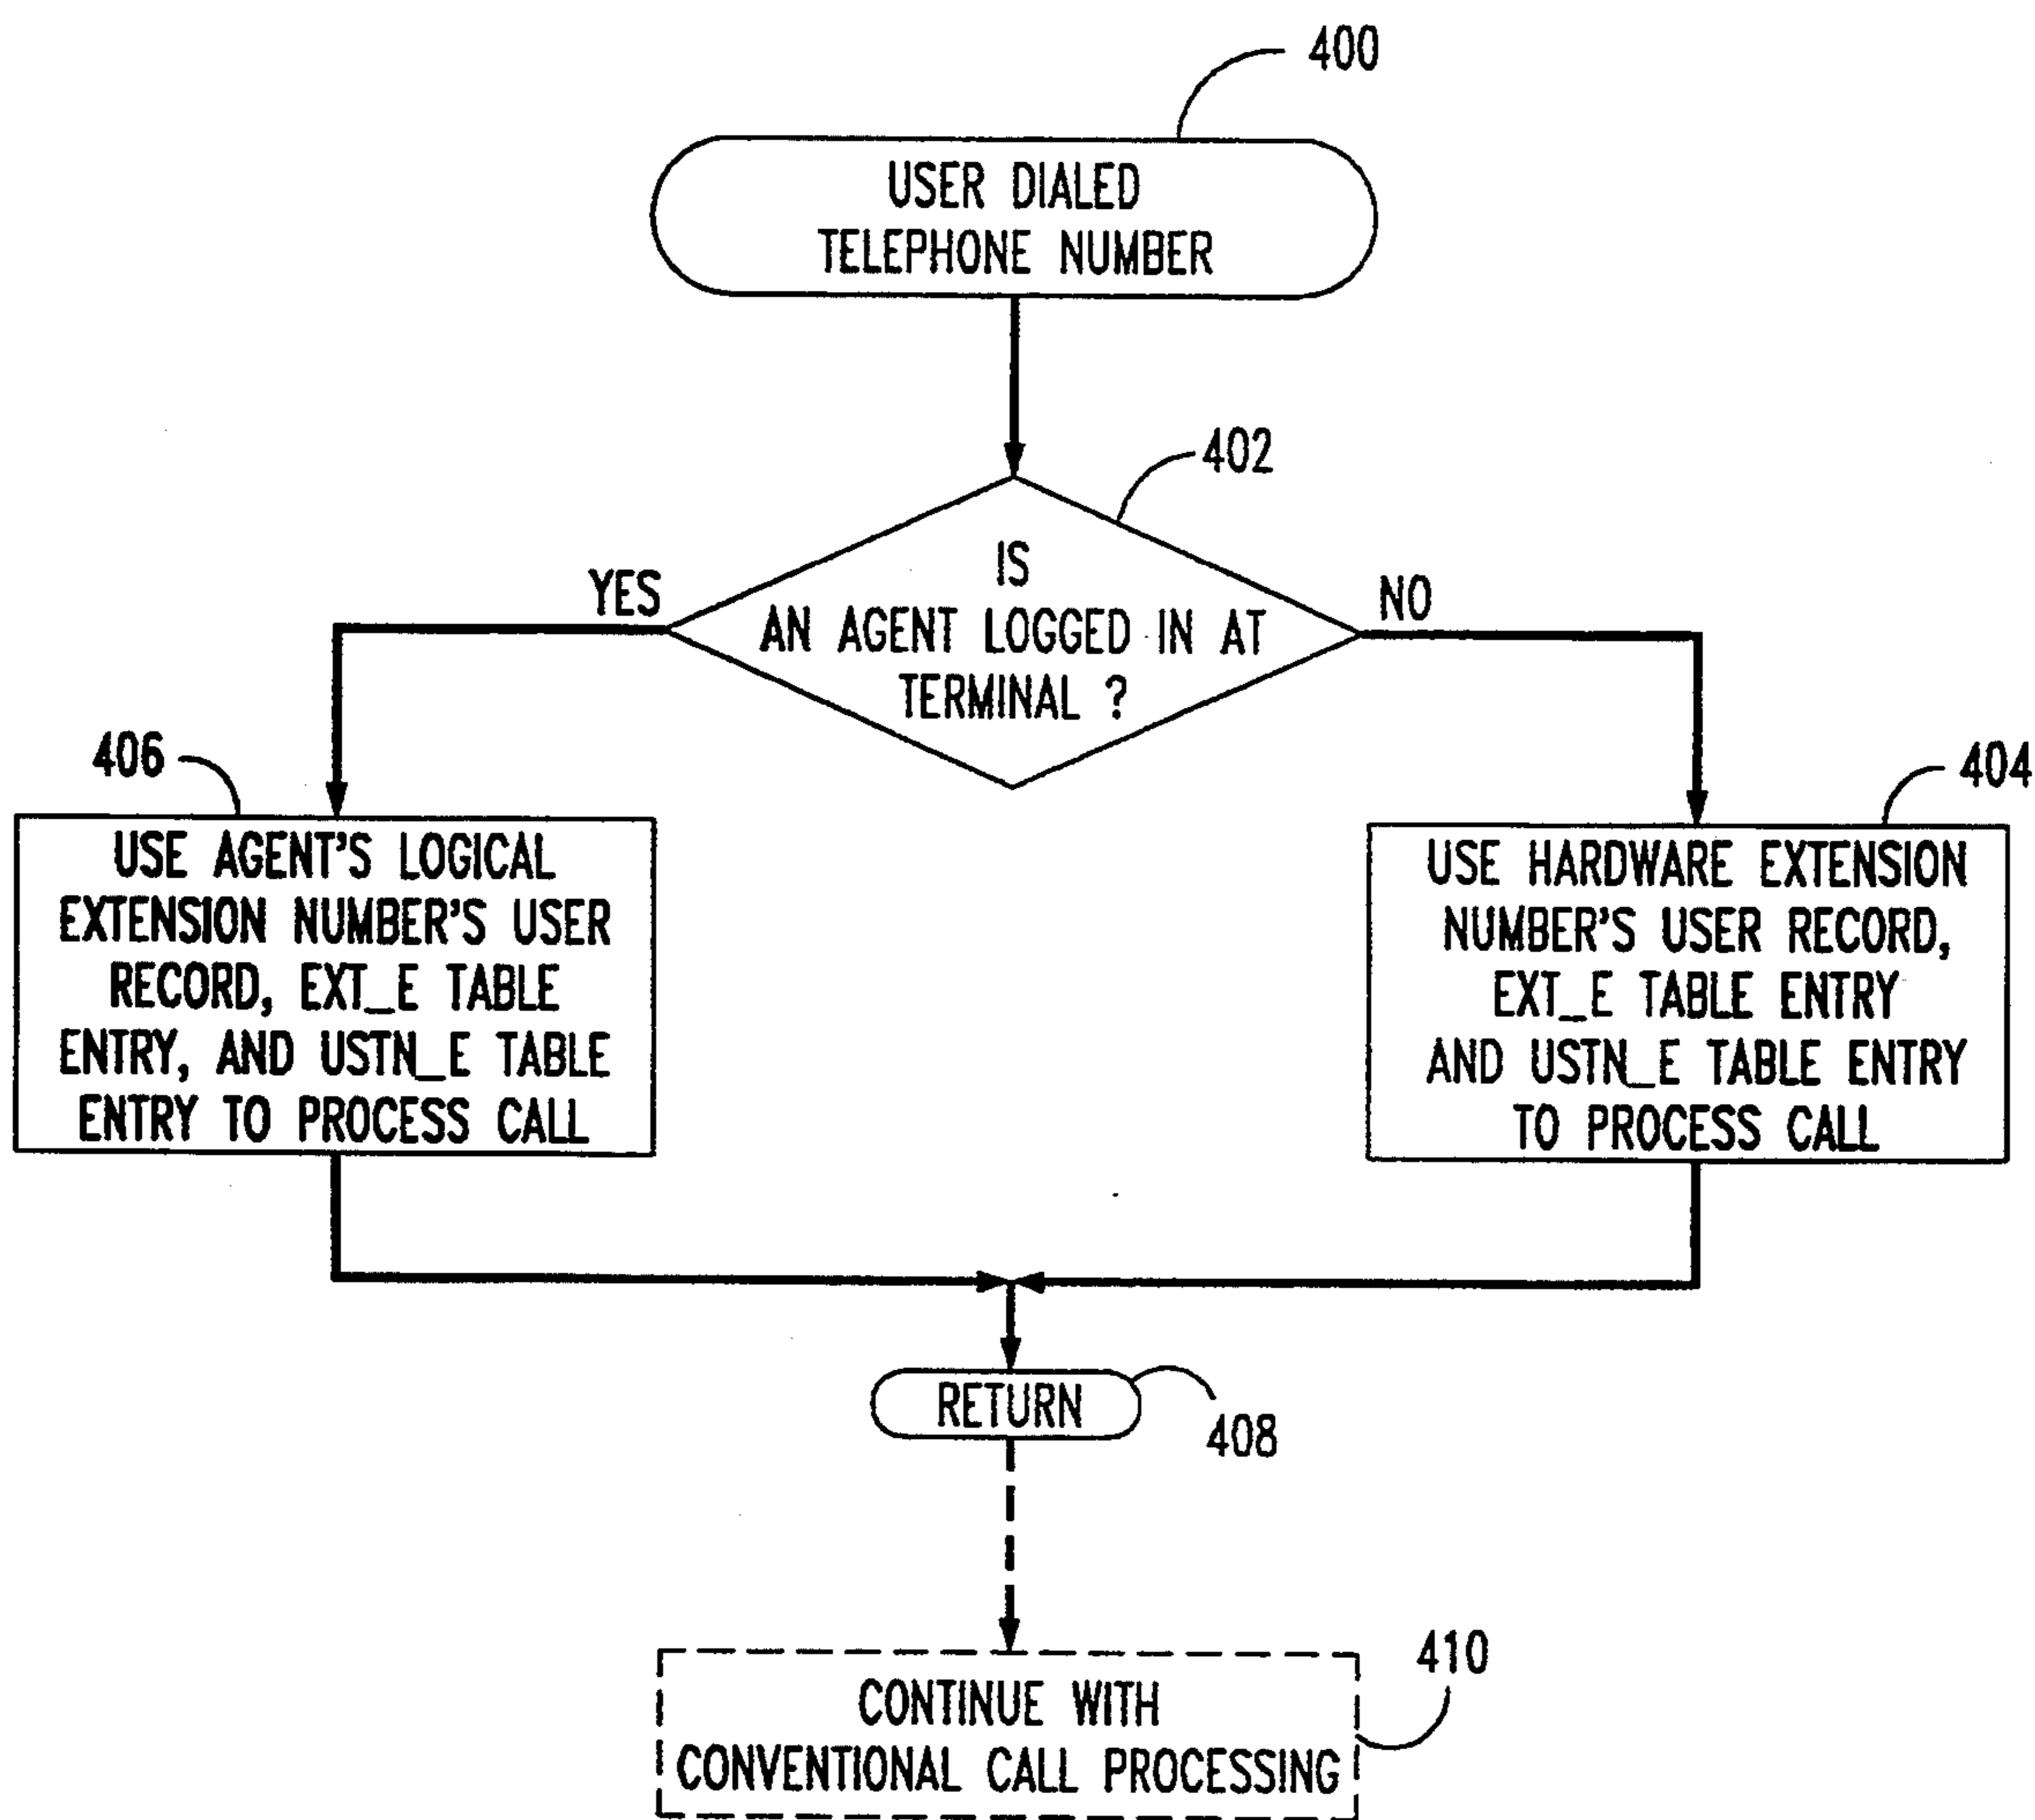 400
USER DIALED
TELEPHONE NUMBER
402
IS
AN AGENT LOGGED IN AT
TERMINAL ?
YES
NO
406
USE AGENT'S LOGICAL
EXTENSION NUMBER'S USER
RECORD, EXT_E TABLE
ENTRY, AND USTN_E TABLE
ENTRY TO PROCESS CALL
404
USE HARDWARE EXTENSION
NUMBER'S USER RECORD,
EXT_E TABLE ENTRY
AND USTN_E TABLE ENTRY
TO PROCESS CALL
RETURN
408
410
CONTINUE WITH
CONVENTIONAL CALL PROCESSING